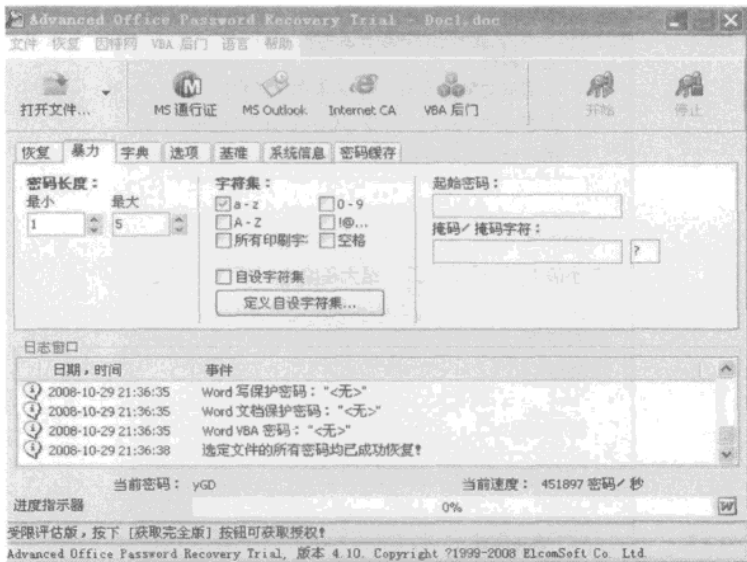 Advanced Office Password Recovery Trial - Doc1.doc
文件 恢复 因特网 VBA 后门 语言 帮助
打开文件... MS 通行证 MS Outlook Internet CA VBA 后门 开始 停止
恢复 暴力 字典 选项 基准 系统信息 密码缓存
密码长度： 字符集： 起始密码：
最小 最大 a - z 0 - 9
1 5 A - Z !@... 掩码/ 掩码字符：
所有印刷字: 空格 ?
自设字符集
定义自设字符集...
日志窗口
日期，时间 事件
2008-10-29 21:36:35 Word 写保护密码： "<无>"
2008-10-29 21:36:35 Word 文档保护密码： "<无>"
2008-10-29 21:36:35 Word VBA 密码： "<无>"
2008-10-29 21:36:38 选定文件的所有密码均已成功恢复!
当前密码： yGD 当前速度： 451897 密码/ 秒
进度指示器 0% W
受限评估版，按下 [获取完全版] 按钮可获取授权!
Advanced Office Password Recovery Trial, 版本 4.10. Copyright ?1999-2008 ElcomSoft Co. Ltd.